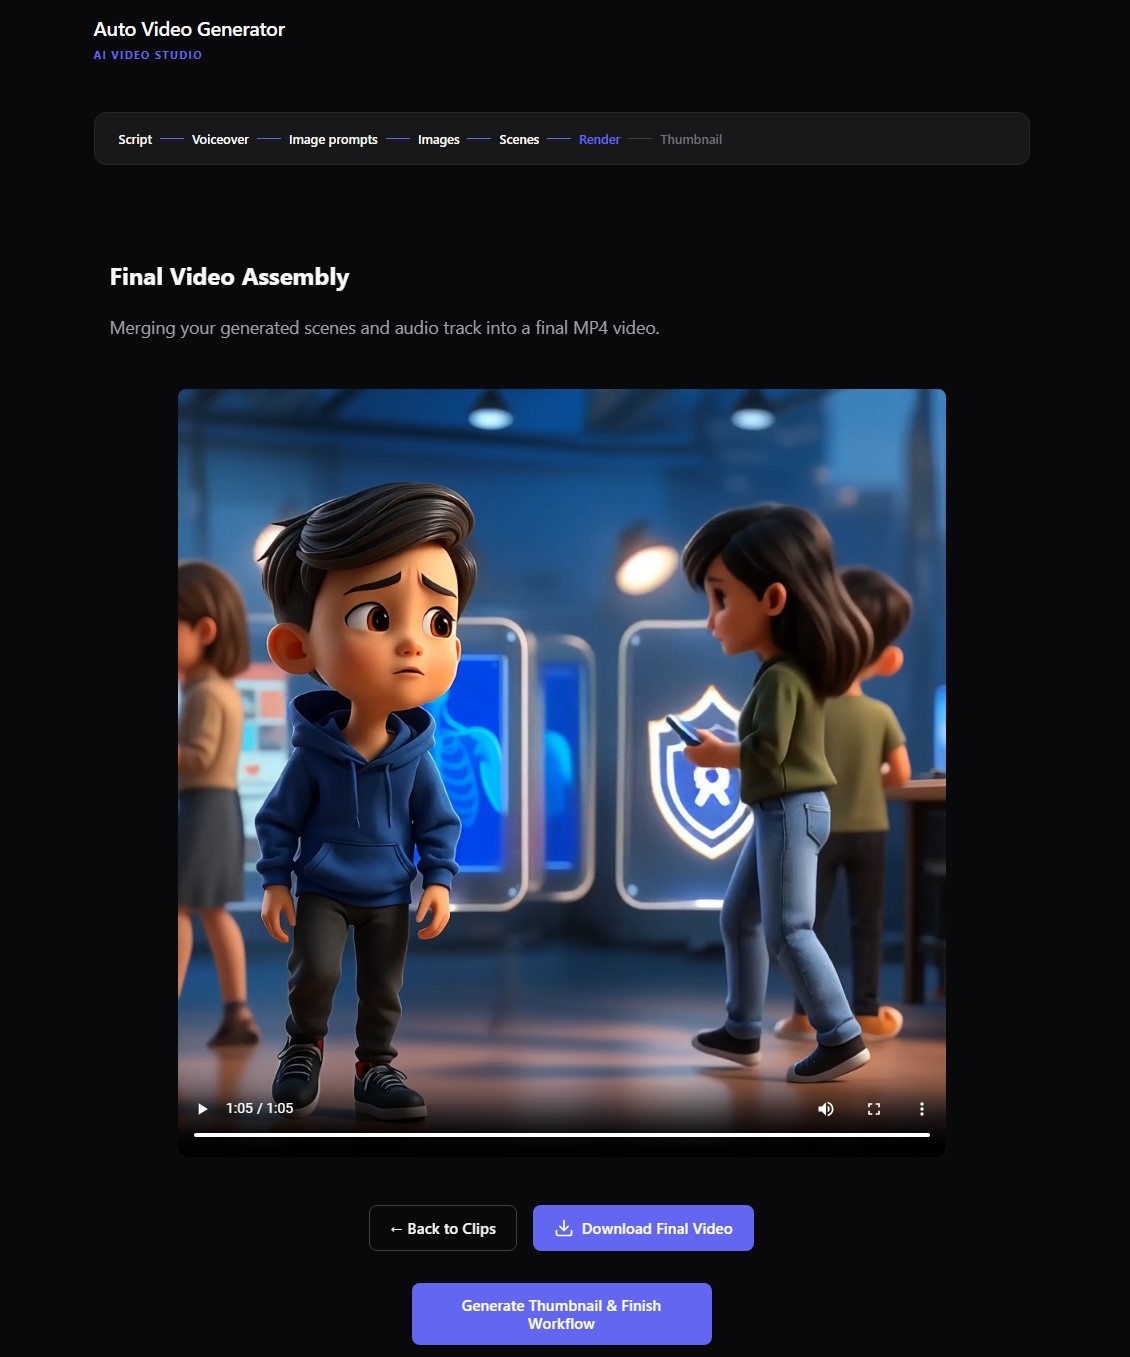 Auto Video Generator
AI VIDEO STUDIO
Script Voiceover Image prompts Images Scenes Render Thumbnail
Final Video Assembly
Merging your generated scenes and audio track into a final MP4 video.
1:05 / 1:05
← Back to Clips
Download Final Video
Generate Thumbnail & Finish
Workflow